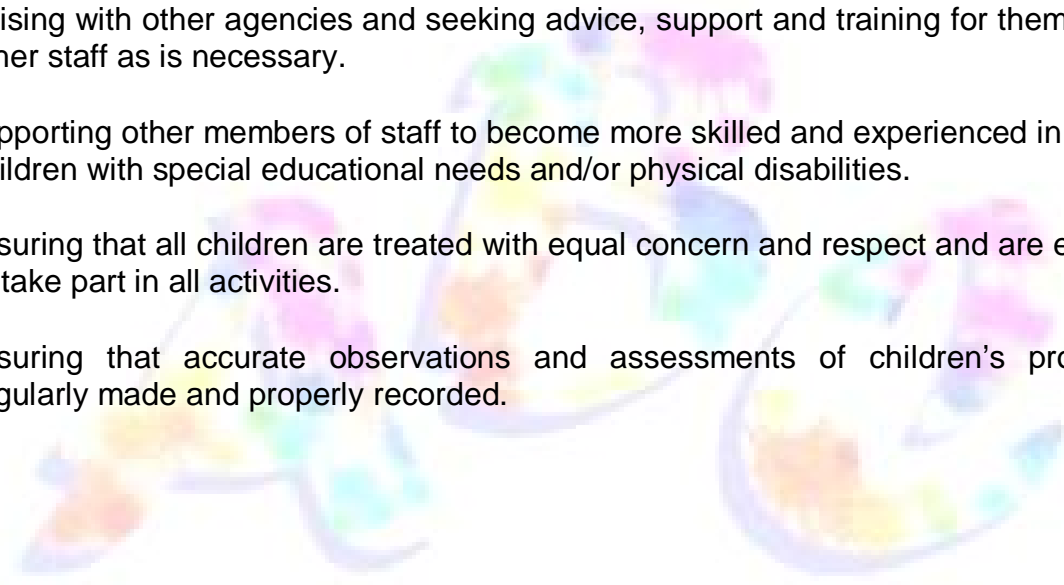 ising with other agencies and seeking advice, support and training for them
her staff as is necessary.
pporting other members of staff to become more skilled and experienced in
ildren with special educational needs and/or physical disabilities.
suring that all children are treated with equal concern and respect and are e
take part in all activities.
suring that accurate observations and assessments of children’s pro
gularly made and properly recorded.